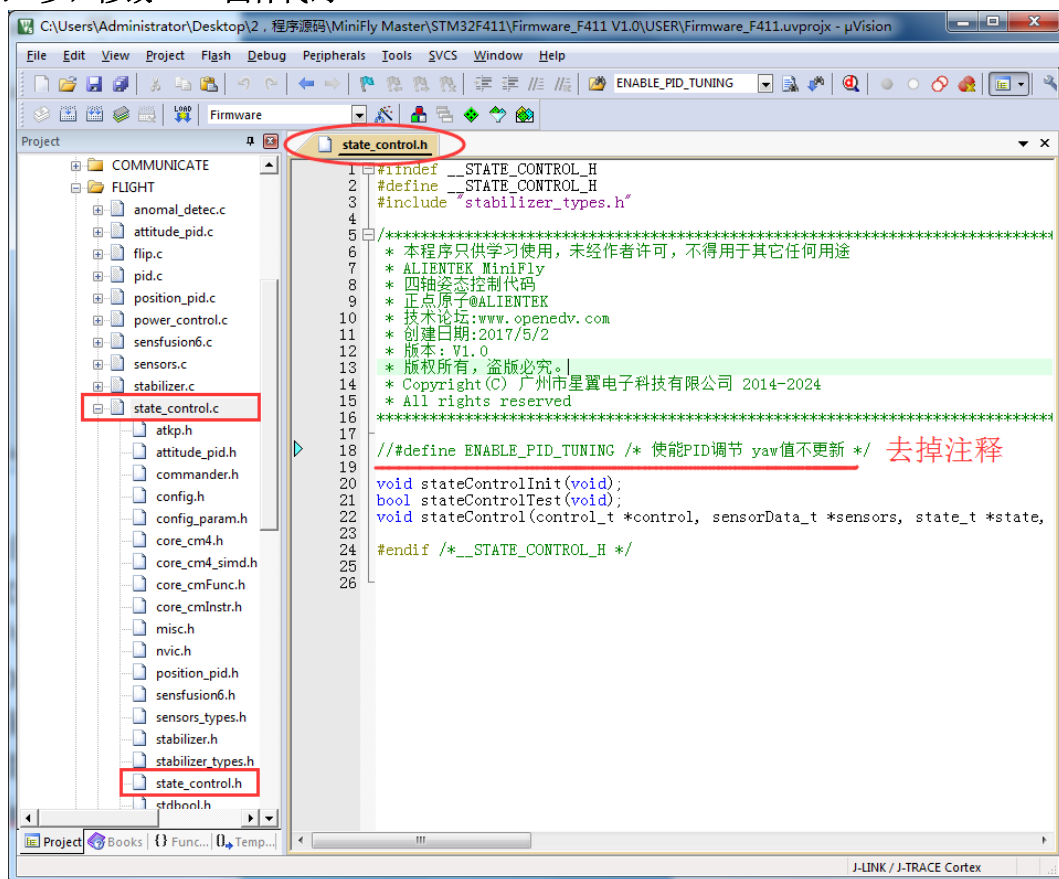 C:\Users\Administrator\Desktop\2，程序源码\MiniFly Master\STM32F411\Firmware_F411 V1.0\USER\Firmware_F411.uvprojx - µVision
File Edit View Project Flash Debug Peripherals Tools SVCS Window Help
ENABLE_PID_TUNING
LOAD Firmware
Project
COMMUNICATE
FLIGHT
anomal_detec.c
attitude_pid.c
flip.c
pid.c
position_pid.c
power_control.c
sensfusion6.c
sensors.c
stabilizer.c
state_control.c
atkp.h
attitude_pid.h
commander.h
config.h
config_param.h
core_cm4.h
core_cm4_simd.h
core_cmFunc.h
core_cmInstr.h
misc.h
nvic.h
position_pid.h
sensfusion6.h
sensors_types.h
stabilizer.h
stabilizer_types.h
state_control.h
stdbool.h
Project Books {} Func... Temp...
state_control.h
1 #ifndef __STATE_CONTROL_H
2 #define __STATE_CONTROL_H
3 #include "stabilizer_types.h"
4
5 /********************************************************************************
6 * 本程序只供学习使用，未经作者许可，不得用于其它任何用途
7 * ALIENTEK MiniFly
8 * 四轴姿态控制代码
9 * 正点原子@ALIENTEK
10 * 技术论坛:www.openedv.com
11 * 创建日期:2017/5/2
12 * 版本：V1.0
13 * 版权所有，盗版必究。
14 * Copyright(C) 广州市星翼电子科技有限公司 2014-2024
15 * All rights reserved
16 ********************************************************************************
17
18 //#define ENABLE_PID_TUNING /* 使能PID调节 yaw值不更新 */ 去掉注释
19
20 void stateControlInit(void);
21 bool stateControlTest(void);
22 void stateControl(control_t *control, sensorData_t *sensors, state_t *state,
23
24 #endif /*__STATE_CONTROL_H */
25
26
J-LINK / J-TRACE Cortex